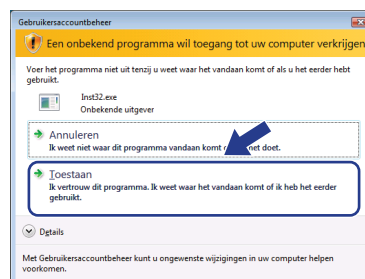 Gebruikersaccountbeheer
Een onbekend programma wil toegang tot uw computer verkrijgen
Voer het programma niet uit tenzij u weet waar het vandaan komt of als u het eerder hebt
gebruikt.
Inst32.exe
Onbekende uitgever
Annuleren
Ik weet niet waar dit programma vandaan komt doet.
Toestaan
Ik vertrouw dit programma. Ik weet waar het vandaan komt of ik heb het eerder
gebruikt.
Details
Met Gebruikersaccountbeheer kunt u ongewenste wijzigingen in uw computer helpen
voorkomen.